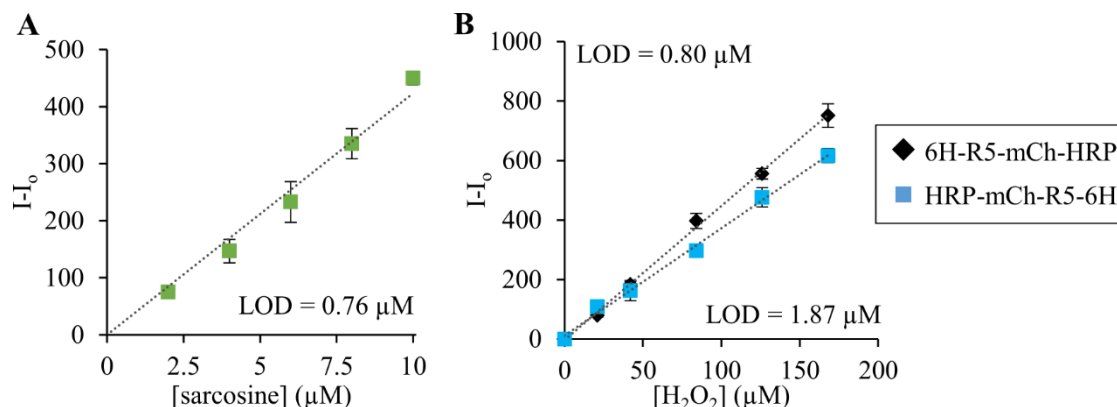 A
500
400
300
200
100
0
I-Iₒ
LOD = 0.76 µM
0 2.5 5 7.5 10
[sarcosine] (µM)
B
1000
800
600
400
200
0
I-Iₒ
LOD = 0.80 µM
LOD = 1.87 µM
0 50 100 150 200
[H₂O₂] (µM)
6H-R5-mCh-HRP
HRP-mCh-R5-6H